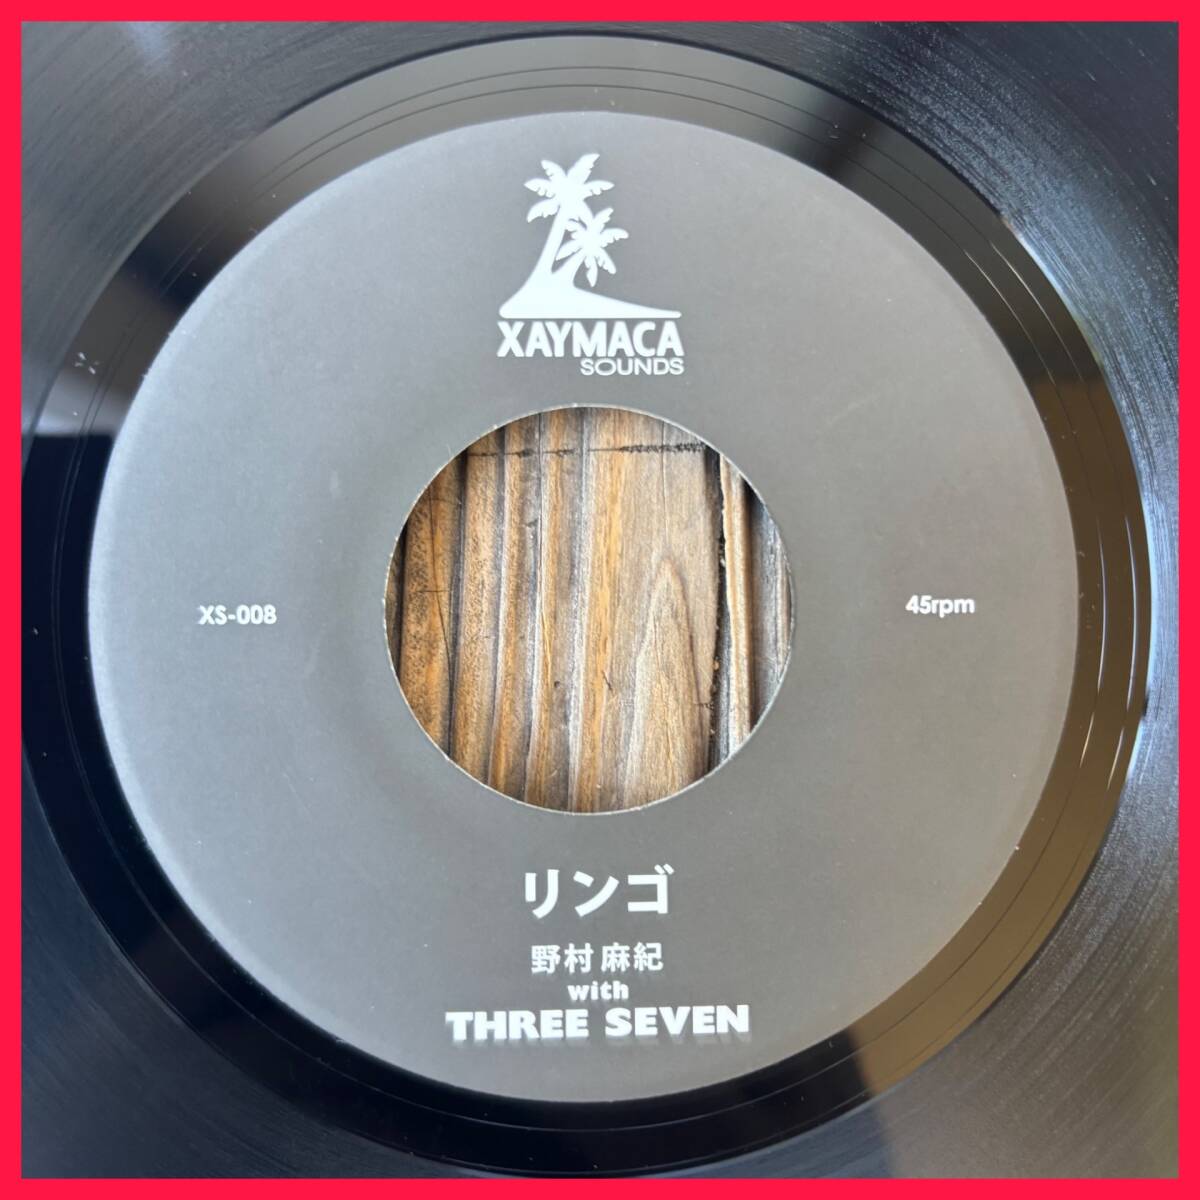 XAYMACA
SOUNDS
XS-008
45rpm
リンゴ
野村 麻紀
with
THREE SEVEN